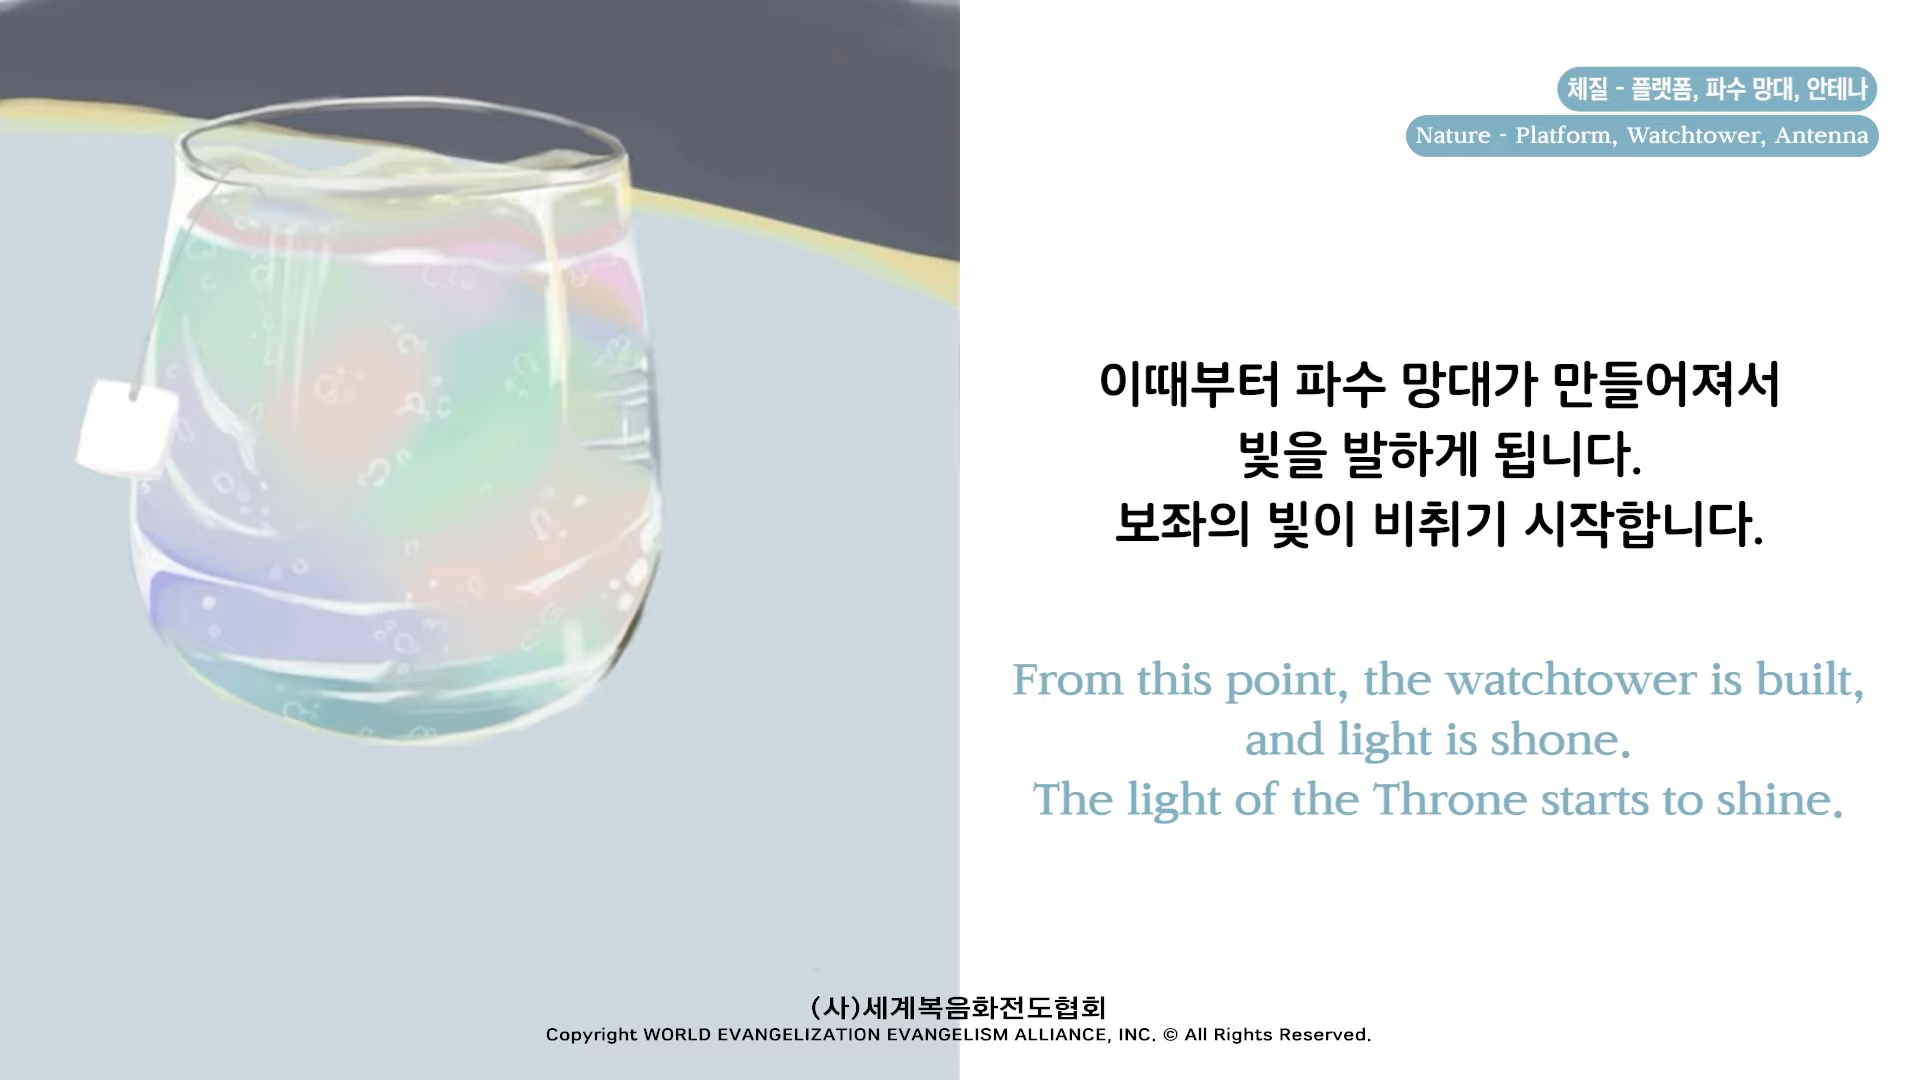 체질 - 플랫폼, 파수 망대, 안테나
Nature - Platform, Watchtower, Antenna
이때부터 파수 망대가 만들어져서
빛을 발하게 됩니다.
보좌의 빛이 비취기 시작합니다.
From this point, the watchtower is built,
and light is shone.
The light of the Throne starts to shine.
(사)세계복음화전도협회
Copyright WORLD EVANGELIZATION EVANGELISM ALLIANCE, INC. © All Rights Reserved.